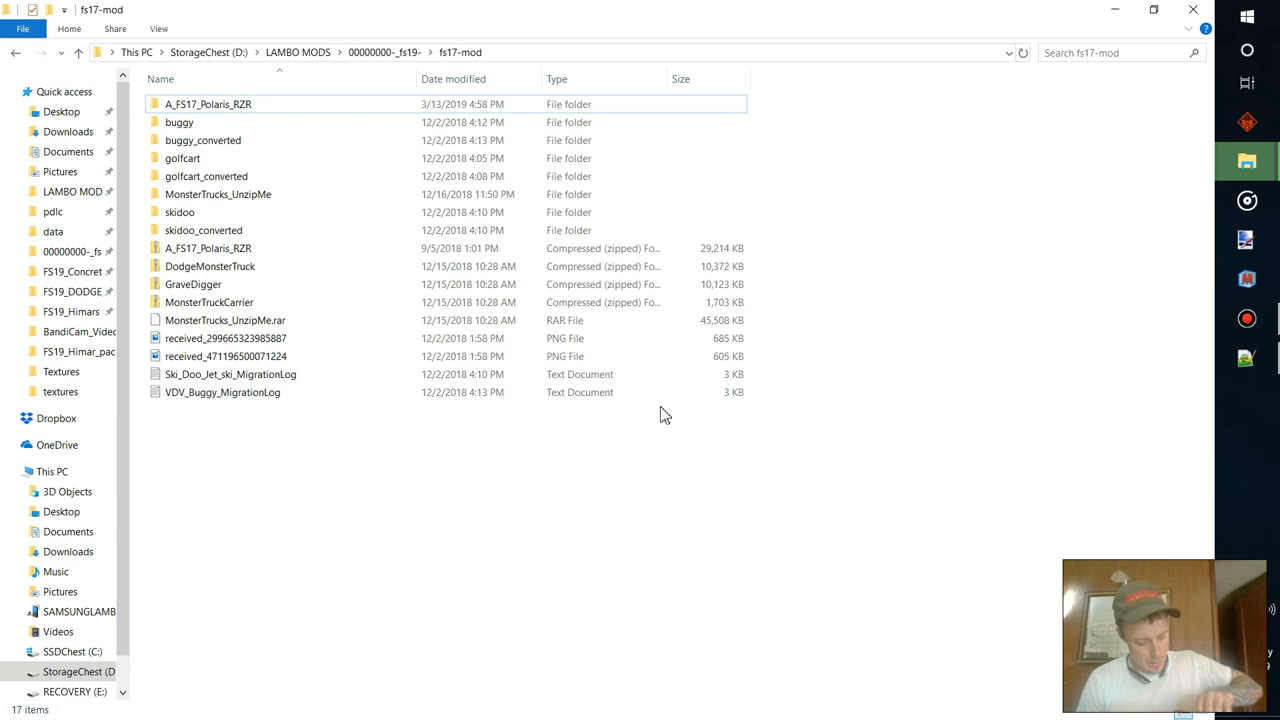 fs17-mod
File Home Share View
This PC StorageChest (D:) LAMBO MODS 00000000-_fs19- fs17-mod Search fs17-mod
Name Date modified Type Size
Quick access
Desktop
Downloads
Documents
Pictures
LAMBO MOD
pdlc
data
00000000-_fs
FS19_Concret
FS19_DODGE
FS19_Himars
BandiCam_Video
FS19_Himar_pac
Textures
textures
Dropbox
OneDrive
This PC
3D Objects
Desktop
Documents
Downloads
Music
Pictures
SAMSUNGLAMB
Videos
SSDChest (C:)
StorageChest (D
RECOVERY (E:)
A_FS17_Polaris_RZR 3/13/2019 4:58 PM File folder
buggy 12/2/2018 4:12 PM File folder
buggy_converted 12/2/2018 4:13 PM File folder
golfcart 12/2/2018 4:05 PM File folder
golfcart_converted 12/2/2018 4:08 PM File folder
MonsterTrucks_UnzipMe 12/16/2018 11:50 PM File folder
skidoo 12/2/2018 4:10 PM File folder
skidoo_converted 12/2/2018 4:10 PM File folder
A_FS17_Polaris_RZR 9/5/2018 1:01 PM Compressed (zipped) Fo... 29,214 KB
DodgeMonsterTruck 12/15/2018 10:28 AM Compressed (zipped) Fo... 10,372 KB
GraveDigger 12/15/2018 10:28 AM Compressed (zipped) Fo... 10,123 KB
MonsterTruckCarrier 12/15/2018 10:28 AM Compressed (zipped) Fo... 1,703 KB
MonsterTrucks_UnzipMe.rar 12/15/2018 10:28 AM RAR File 45,508 KB
received_299665323985887 12/2/2018 1:58 PM PNG File 685 KB
received_471196500071224 12/2/2018 1:58 PM PNG File 605 KB
Ski_Doo_Jet_ski_MigrationLog 12/2/2018 4:10 PM Text Document 3 KB
VDV_Buggy_MigrationLog 12/2/2018 4:13 PM Text Document 3 KB
17 items